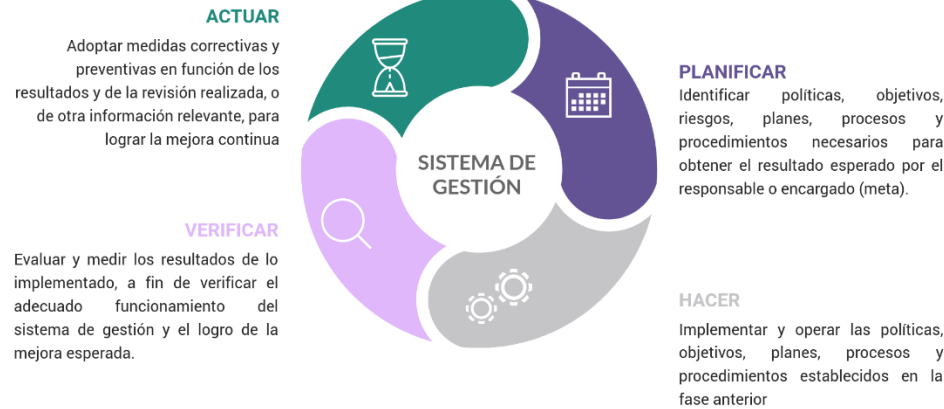 ACTUAR
Adoptar medidas correctivas y
preventivas en función de los
resultados y de la revisión realizada, o
de otra información relevante, para
lograr la mejora continua
PLANIFICAR
Identificar políticas, objetivos,
riesgos, planes, procesos y
procedimientos necesarios para
obtener el resultado esperado por el
responsable o encargado (meta).
SISTEMA DE
GESTIÓN
VERIFICAR
Evaluar y medir los resultados de lo
implementado, a fin de verificar el
adecuado funcionamiento del
sistema de gestión y el logro de la
mejora esperada.
HACER
Implementar y operar las políticas,
objetivos, planes, procesos y
procedimientos establecidos en la
fase anterior